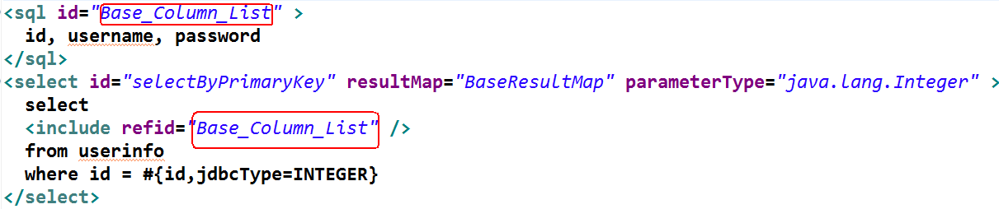 <sql id="Base_Column_List" >
id, username, password
</sql>
<select id="selectByPrimaryKey" resultMap="BaseResultMap" parameterType="java.lang.Integer" >
select
<include refid="Base_Column_List" />
from userinfo
where id = #{id,jdbcType=INTEGER}
</select>